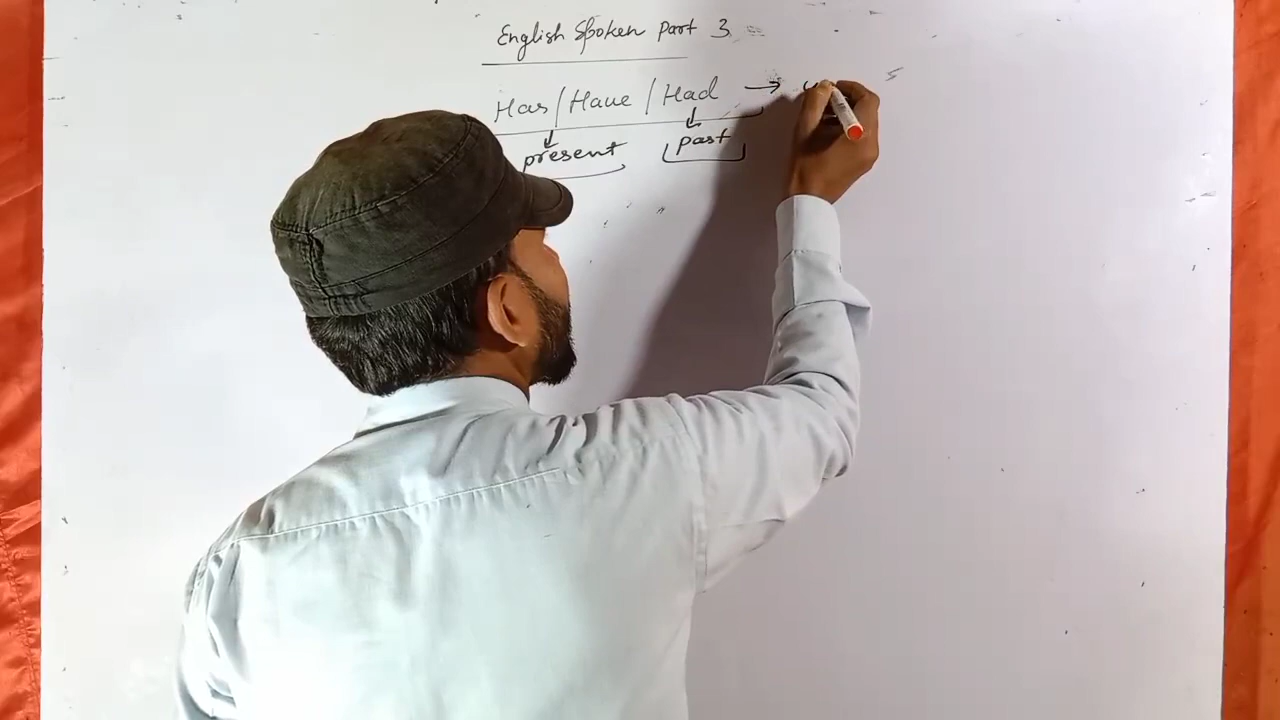 English Spoken Part 3
Has / Have / Had →
↓ ↓
present past